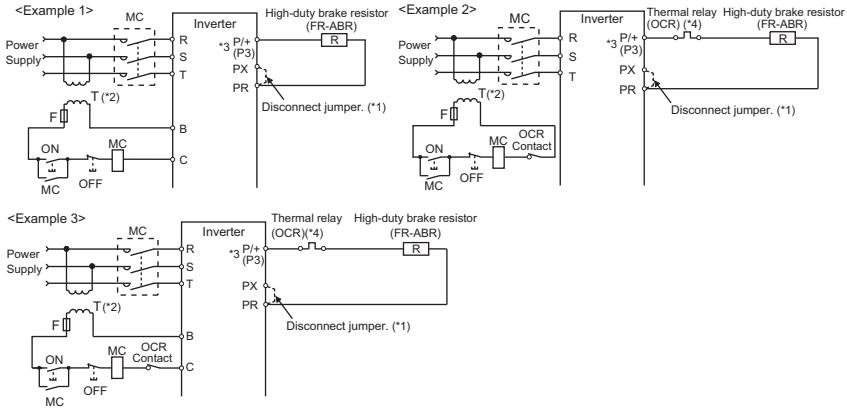 <Example 1>
MC
Power
Supply
T(*2)
F
ON
MC
OFF
MC
Inverter
R
S
T
B
C
*3 P/+
(P3)
PX
PR
High-duty brake resistor
(FR-ABR)
R
Disconnect jumper. (*1)
<Example 2>
MC
Power
Supply
T(*2)
F
ON
MC
OFF
MC
OCR
Contact
Inverter
R
S
T
*3 P/+
(P3)
PX
PR
Thermal relay
(OCR) (*4)
High-duty brake resistor
(FR-ABR)
R
Disconnect jumper. (*1)
<Example 3>
MC
Power
Supply
T(*2)
F
ON
MC
OFF
MC
OCR
Contact
Inverter
R
S
T
B
C
*3 P/+
(P3)
PX
PR
Thermal relay
(OCR)(*4)
High-duty brake resistor
(FR-ABR)
R
Disconnect jumper. (*1)